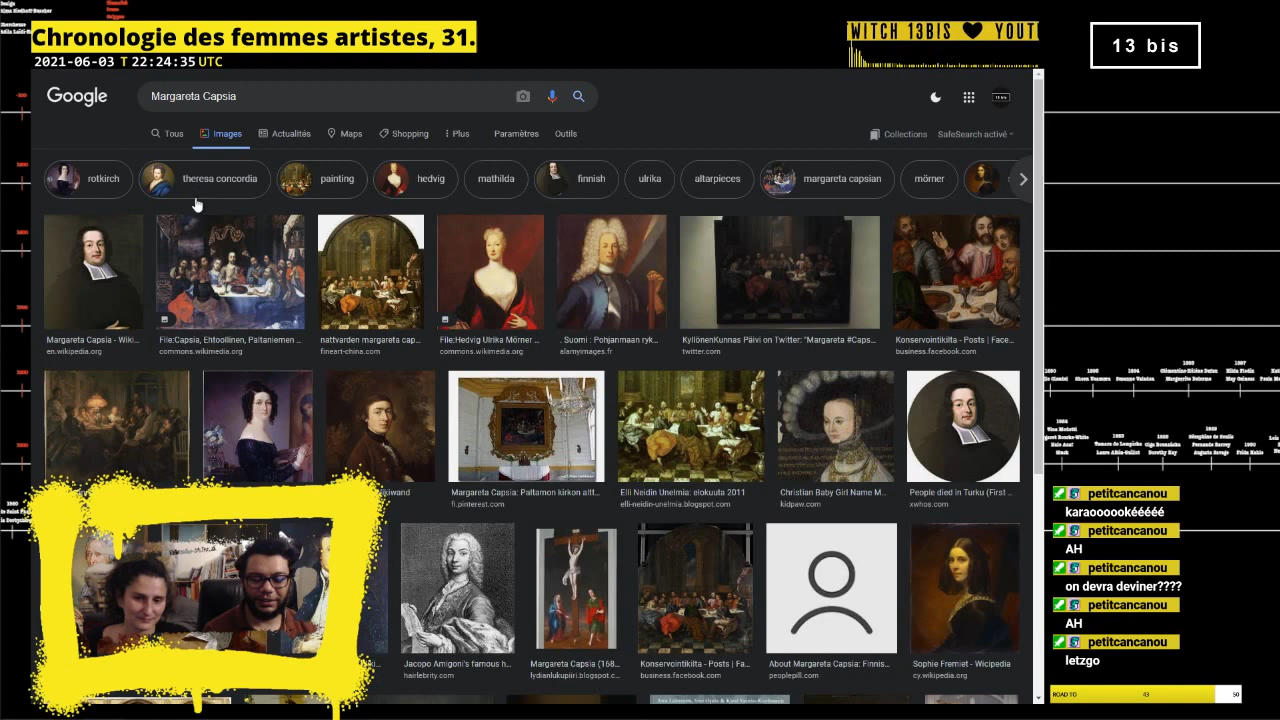 Chronologie des femmes artistes, 31.
2021-06-03 T 22:24:35 UTC
WITCH 13BIS YOUT
13 bis
Google
Margareta Capsia
Tous
Images
Actualités
Maps
Shopping
Plus
Paramètres
Outils
Collections
SafeSearch activé
rotkirch
theresa concordia
painting
hedvig
mathilda
finnish
ulrika
altarpieces
margareta capsian
mörner
Margareta Capsia - Wiki...
en.wikipedia.org
File:Capsia, Ehtoollinen, Paltaniemen ...
commons.wikimedia.org
nattvarden margareta cap...
fineart-china.com
File:Hedvig Ulrika Mörner ...
commons.wikimedia.org
. Suomi : Pohjanmaan ryk...
alamyimages.fr
KyllönenKunnas Päivi on Twitter: "Margareta #Caps...
twitter.com
Konservointikilta - Posts | Face...
business.facebook.com
kiwand
Margareta Capsia: Paltamon kirkon altt...
fi.pinterest.com
Elli Neidin Unelmia: elokuuta 2011
elli-neidin-unelmia.blogspot.com
Christian Baby Girl Name M...
kidpaw.com
People died in Turku (First ...
xwhos.com
Jacopo Amigoni's famous h...
hairlebrity.com
Margareta Capsia (168...
lydianlukupiiri.blogspot.c...
Konservointikilta - Posts | Fa...
business.facebook.com
About Margareta Capsia: Finnis...
peoplepill.com
Sophie Fremiet - Wicipedia
cy.wikipedia.org
petitcancanou
karaoooookééééé
petitcancanou
AH
petitcancanou
on devra deviner????
petitcancanou
AH
petitcancanou
letzgo
ROAD TO
43
50